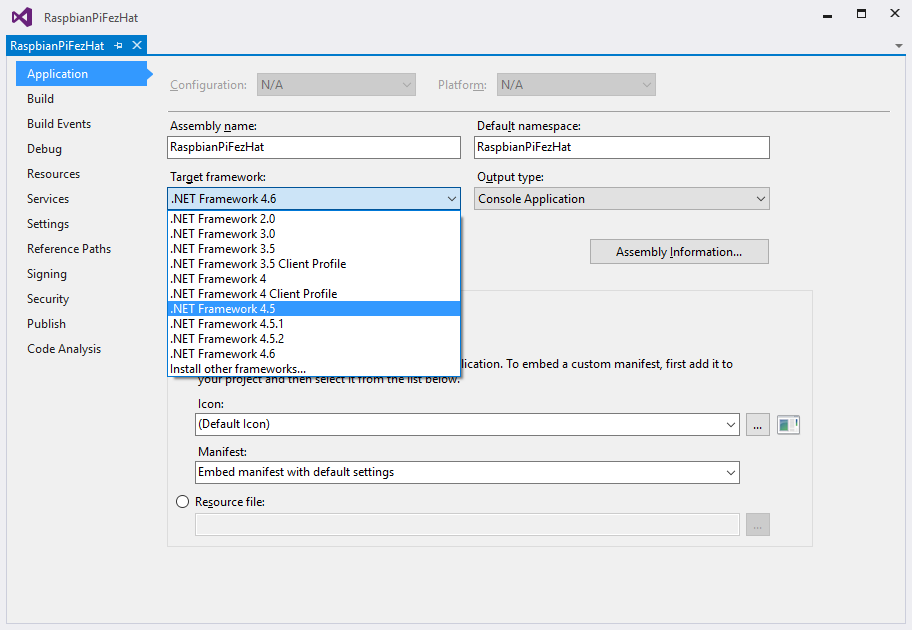 RaspbianPiFezHat
RaspbianPiFezHat
Application
Build
Build Events
Debug
Resources
Services
Settings
Reference Paths
Signing
Security
Publish
Code Analysis
Configuration: N/A Platform: N/A
Assembly name: Default namespace:
RaspbianPiFezHat RaspbianPiFezHat
Target framework: Output type:
.NET Framework 4.6 Console Application
.NET Framework 2.0
.NET Framework 3.0
.NET Framework 3.5
.NET Framework 3.5 Client Profile
.NET Framework 4
.NET Framework 4 Client Profile
.NET Framework 4.5
.NET Framework 4.5.1
.NET Framework 4.5.2
.NET Framework 4.6
Install other frameworks...
Assembly Information...
lication. To embed a custom manifest, first add it to
your project and then select it from the list below.
Icon:
(Default Icon) ...
Manifest:
Embed manifest with default settings
Resource file:
...